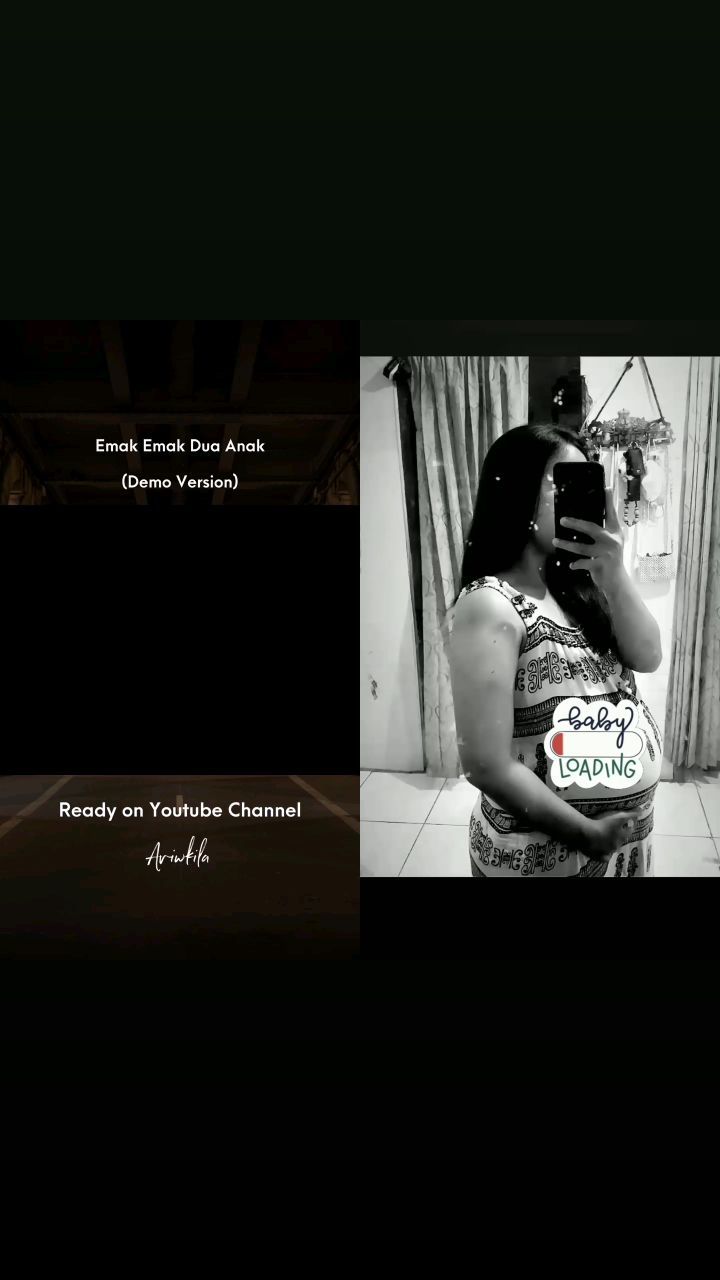 Emak Emak Dua Anak
(Demo Version)
Ready on Youtube Channel
Ariwkila
baby
LOADING